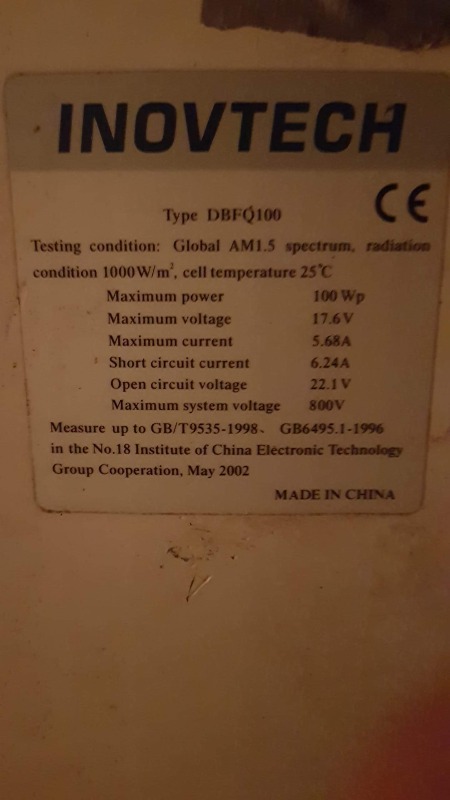 INOVTECH
CE
Type DBFQ100
Testing condition: Global AM1.5 spectrum, radiation
condition 1000W/m², cell temperature 25℃
Maximum power 100 Wp
Maximum voltage 17.6 V
Maximum current 5.68A
Short circuit current 6.24A
Open circuit voltage 22.1 V
Maximum system voltage 800V
Measure up to GB/T9535-1998、 GB6495.1-1996
in the No.18 Institute of China Electronic Technology
Group Cooperation, May 2002
MADE IN CHINA